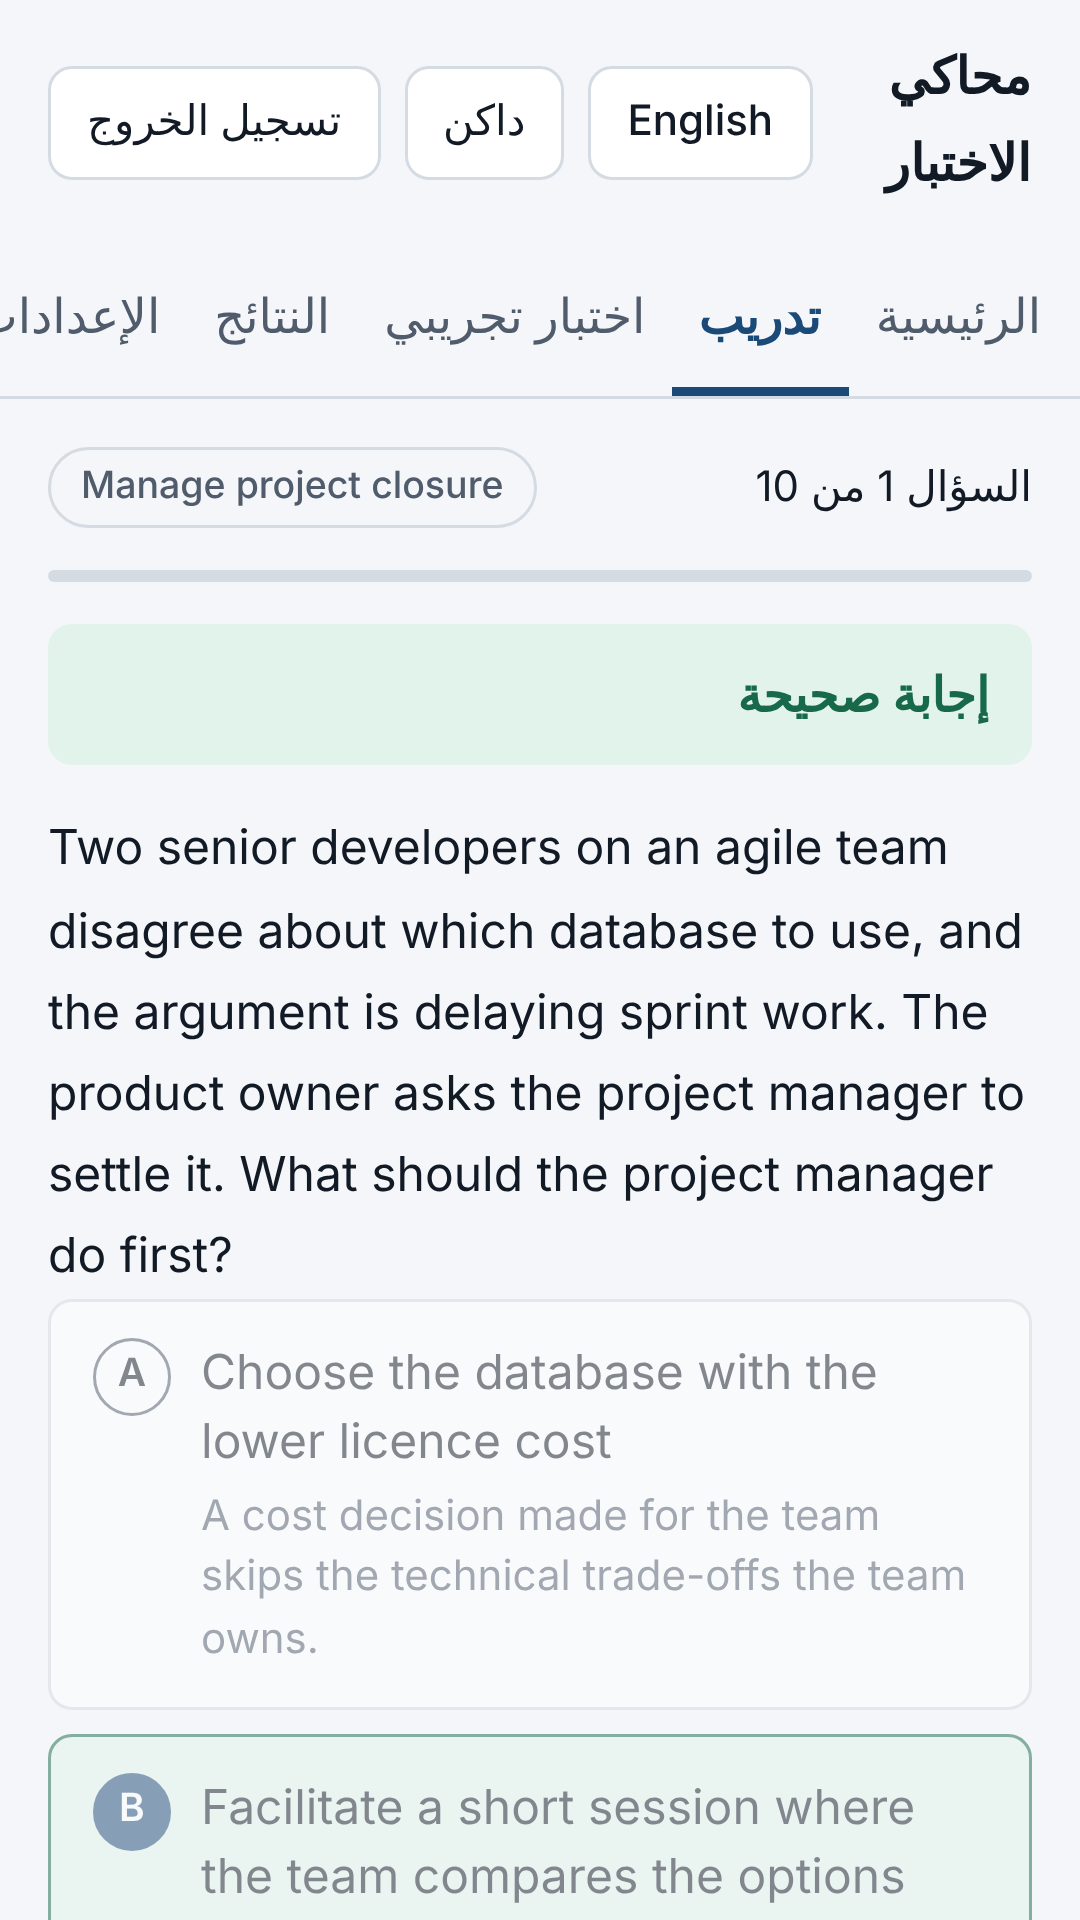 محاكي
الاختبار
English
داكن
تسجيل الخروج
الرئيسية
تدريب
اختبار تجريبي
النتائج
الإعدادات
السؤال 1 من 10
Manage project closure
إجابة صحيحة
Two senior developers on an agile team
disagree about which database to use, and
the argument is delaying sprint work. The
product owner asks the project manager to
settle it. What should the project manager
do first?
A
Choose the database with the
lower licence cost
A cost decision made for the team
skips the technical trade-offs the team
owns.
B
Facilitate a short session where
the team compares the options